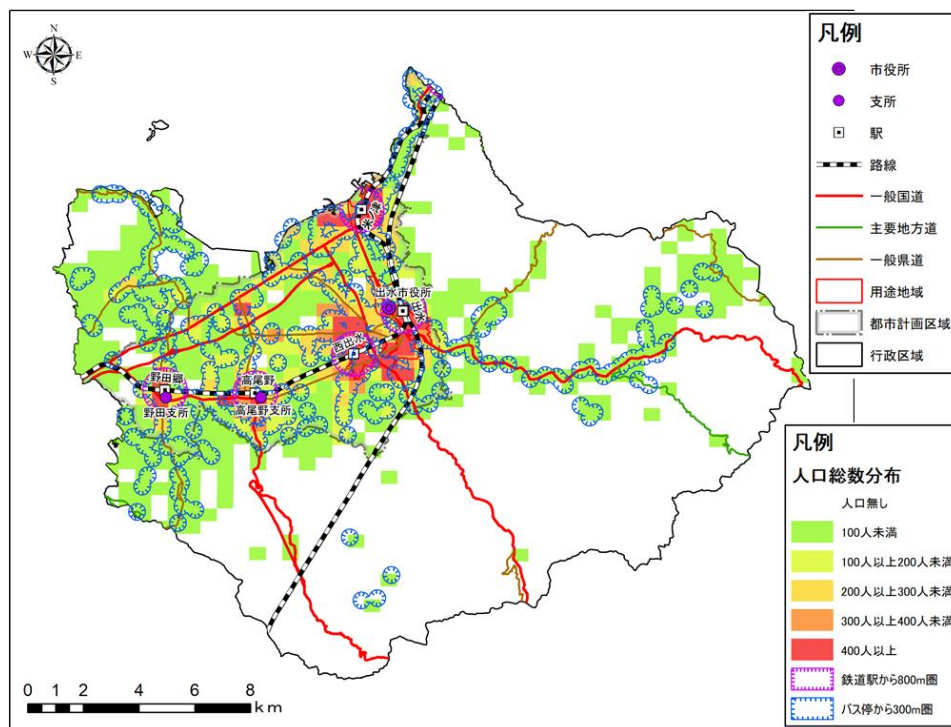 N
W
E
S
凡例
市役所
支所
駅
路線
一般国道
主要地方道
一般県道
用途地域
都市計画区域
行政区域
凡例
人口総数分布
人口無し
100人未満
100人以上200人未満
200人以上300人未満
300人以上400人未満
400人以上
鉄道駅から800m圏
バス停から300m圏
米ノ津
出水市役所
出水
西出水
野田郷
高尾野
野田支所
高尾野支所
0 1 2 4 6 8
km